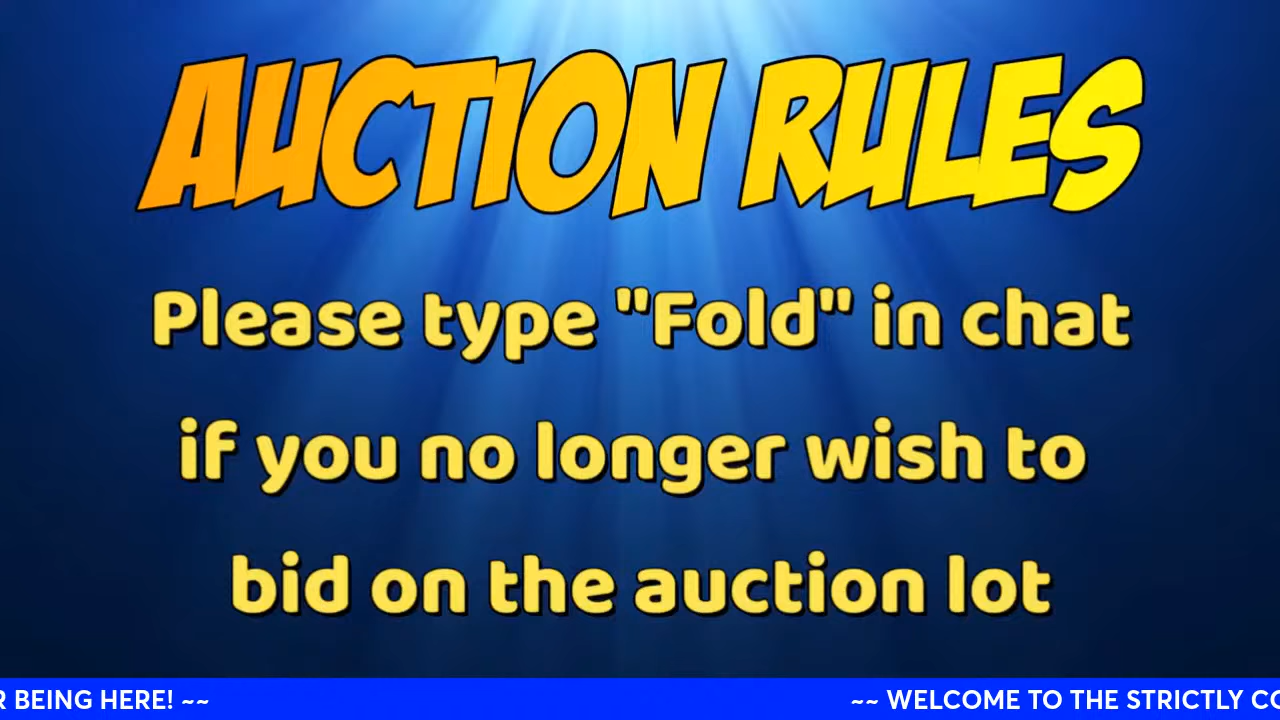 AUCTION RULES
Please type "Fold" in chat
if you no longer wish to
bid on the auction lot
BEING HERE! ~~ ~~ WELCOME TO THE STRICTLY